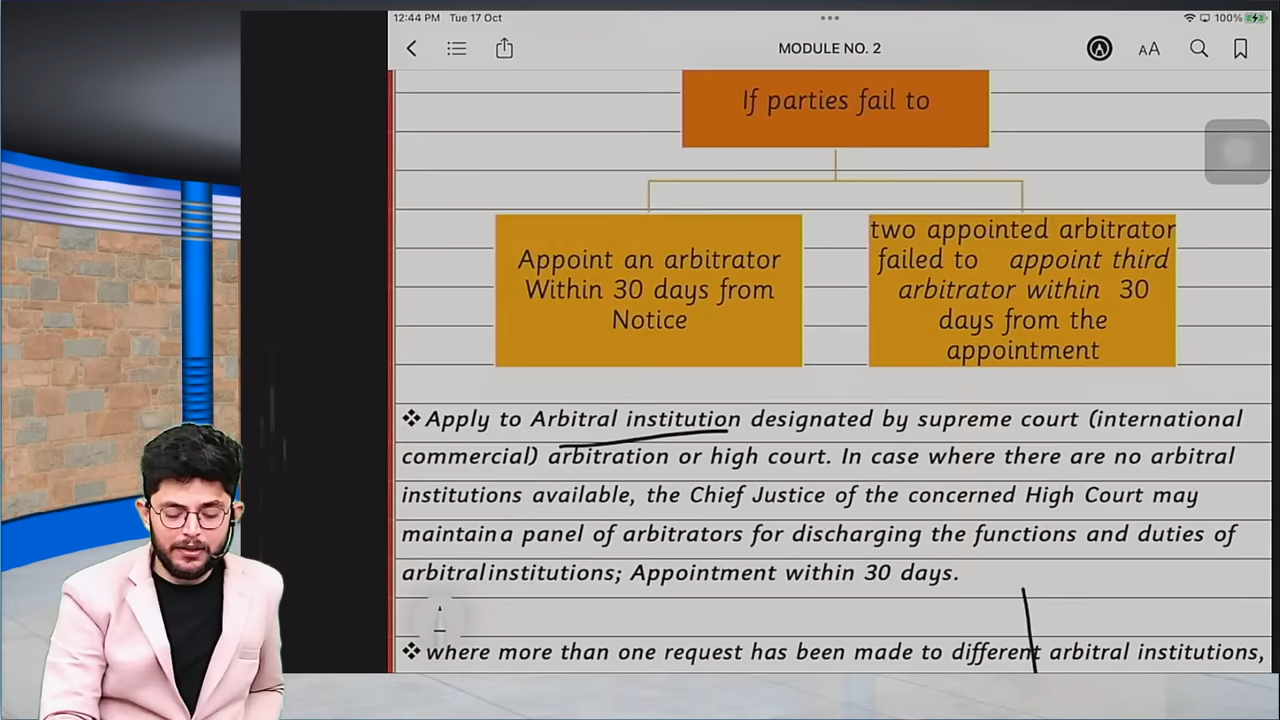 12:44 PM Tue 17 Oct
100%
MODULE NO. 2
AA
If parties fail to
Appoint an arbitrator
Within 30 days from
Notice
two appointed arbitrator
failed to appoint third
arbitrator within 30
days from the
appointment
❖Apply to Arbitral institution designated by supreme court (international
commercial) arbitration or high court. In case where there are no arbitral
institutions available, the Chief Justice of the concerned High Court may
maintain a panel of arbitrators for discharging the functions and duties of
arbitral institutions; Appointment within 30 days.
❖where more than one request has been made to different arbitral institutions,